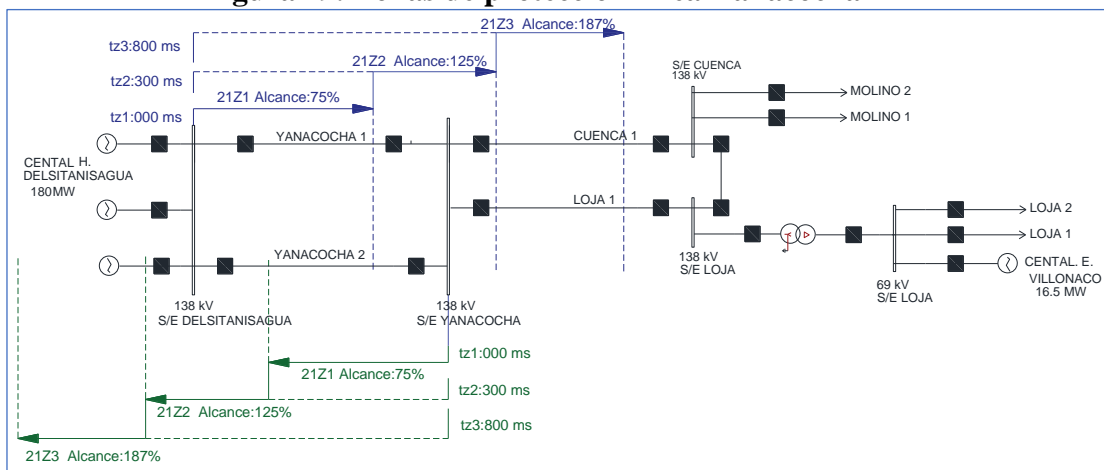 21Z3 Alcance:187%
tz3:800 ms
21Z2 Alcance:125%
tz2:300 ms
21Z1 Alcance:75%
tz1:000 ms
S/E CUENCA
138 kV
MOLINO 2
MOLINO 1
YANACOCHA 1
CUENCA 1
CENTAL H.
DELSITANISAGUA
180MW
LOJA 1
LOJA 2
LOJA 1
YANACOCHA 2
138 kV
S/E LOJA
CENTAL. E.
VILLONACO
16.5 MW
69 kV
S/E LOJA
138 kV
S/E DELSITANISAGUA
138 kV
S/E YANACOCHA
tz1:000 ms
21Z1 Alcance:75%
tz2:300 ms
21Z2 Alcance:125%
tz3:800 ms
21Z3 Alcance:187%